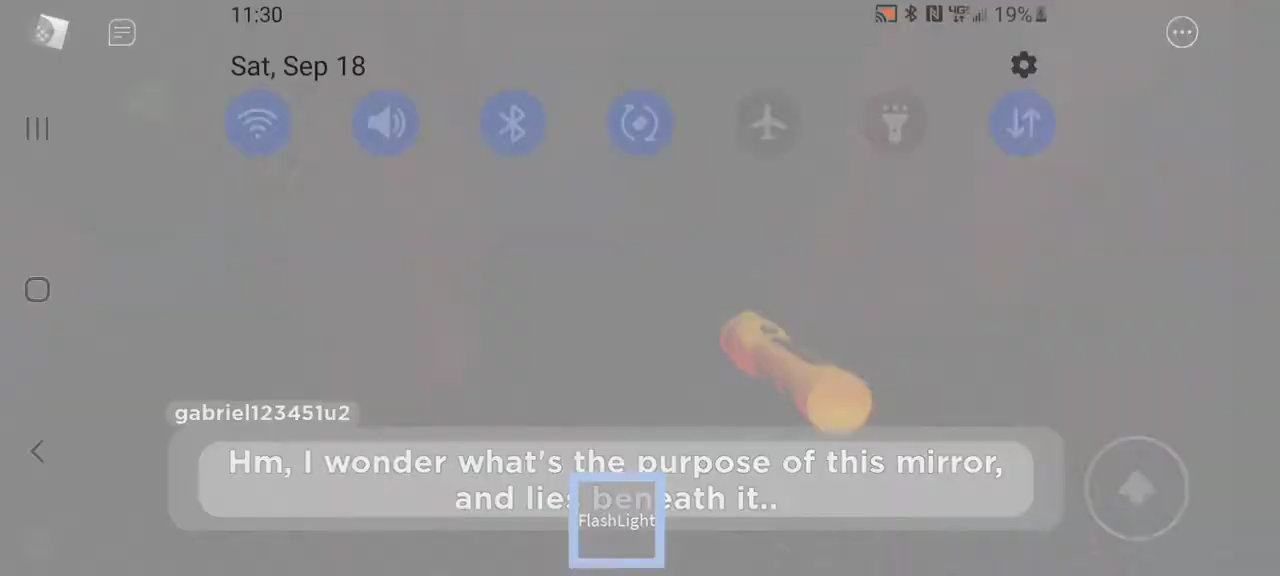 11:30
19%
Sat, Sep 18
gabriel123451u2
Hm, I wonder what's the purpose of this mirror,
and lies beneath it..
FlashLight